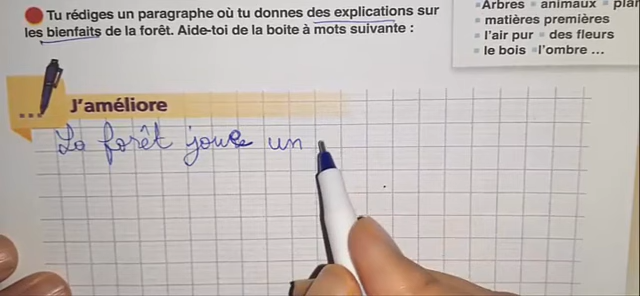 Tu rédiges un paragraphe où tu donnes des explications sur
les bienfaits de la forêt. Aide-toi de la boite à mots suivante :
Arbres animaux
matières premières
l'air pur des fleurs
le bois l'ombre ...
J'améliore
La forêt joue un